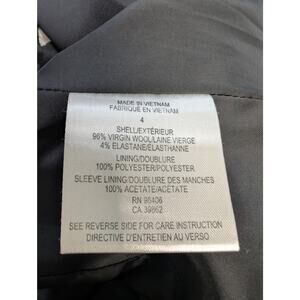 MADE IN VIETNAM
FABRIQUÉ EN VIETNAM
4
SHELL/EXTÉRIEUR
96% VIRGIN WOOL/LAINE VIERGE
4% ELASTANE/ÉLASTHANNE
LINING/DOUBLURE
100% POLYESTER/POLYESTER
SLEEVE LINING/DOUBLURE DES MANCHES
100% ACETATE/ACÉTATE
RN 96406
CA 39862
SEE REVERSE SIDE FOR CARE INSTRUCTION
DIRECTIVE D'ENTRETIEN AU VERSO